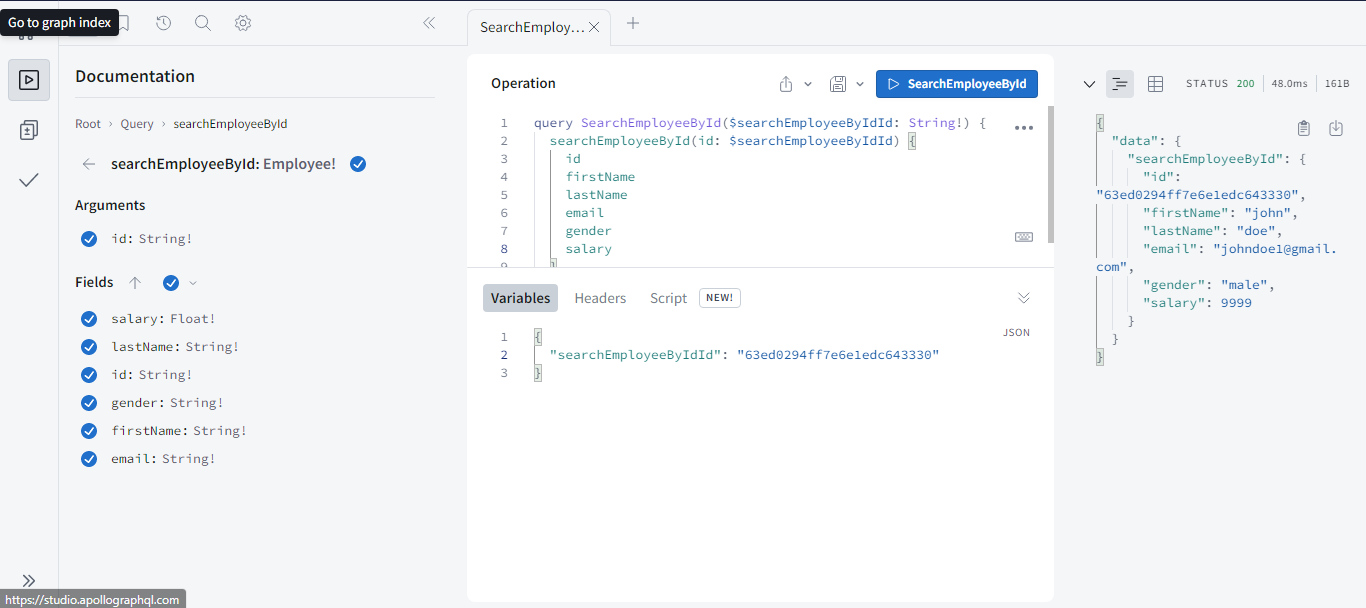 Go to graph index
Documentation
Root › Query › searchEmployeeById
searchEmployeeById: Employee!
Arguments
id: String!
Fields
salary: Float!
lastName: String!
id: String!
gender: String!
firstName: String!
email: String!
https://studio.apollographql.com
SearchEmploy...
Operation
SearchEmployeeById
1 query SearchEmployeeById($searchEmployeeByIdId: String!) {
2 searchEmployeeById(id: $searchEmployeeByIdId) {
3 id
4 firstName
5 lastName
6 email
7 gender
8 salary
9 }
Variables Headers Script NEW!
JSON
1 {
2 "searchEmployeeByIdId": "63ed0294ff7e6e1edc643330"
3 }
STATUS 200 48.0ms 161B
{
"data": {
"searchEmployeeById": {
"id":
"63ed0294ff7e6e1edc643330",
"firstName": "john",
"lastName": "doe",
"email": "johndoe1@gmail.
com",
"gender": "male",
"salary": 9999
}
}
}